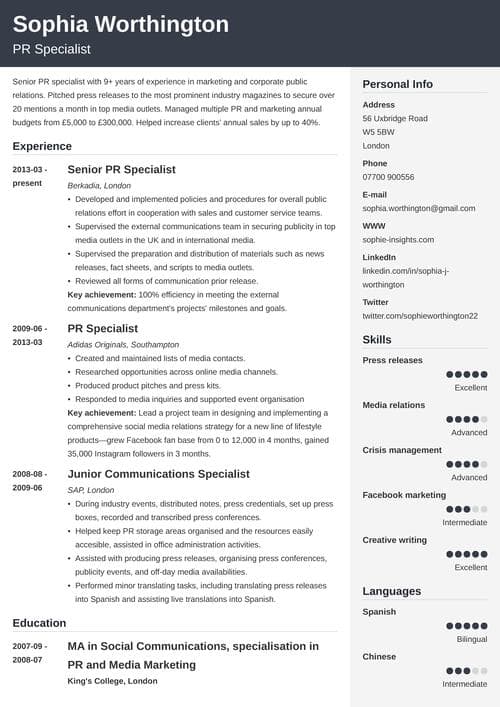 Sophia Worthington
PR Specialist
Senior PR specialist with 9+ years of experience in marketing and corporate public
relations. Pitched press releases to the most prominent industry magazines to secure over
20 mentions a month in top media outlets. Managed multiple PR and marketing annual
budgets from £5,000 to £300,000. Helped increase clients' annual sales by up to 40%.
Experience
2013-03 -
present
Senior PR Specialist
Berkadia, London
• Developed and implemented policies and procedures for overall public
relations effort in cooperation with sales and customer service teams.
• Supervised the external communications team in securing publicity in top
media outlets in the UK and in international media.
• Supervised the preparation and distribution of materials such as news
releases, fact sheets, and scripts to media outlets.
• Reviewed all forms of communication prior release.
Key achievement: 100% efficiency in meeting the external
communications department's projects' milestones and goals.
2009-06 -
2013-03
PR Specialist
Adidas Originals, Southampton
• Created and maintained lists of media contacts.
• Researched opportunities across online media channels.
• Produced product pitches and press kits.
• Responded to media inquiries and supported event organisation
Key achievement: Lead a project team in designing and implementing a
comprehensive social media relations strategy for a new line of lifestyle
products—grew Facebook fan base from 0 to 12,000 in 4 months, gained
35,000 Instagram followers in 3 months.
2008-08 -
2009-06
Junior Communications Specialist
SAP, London
• During industry events, distributed notes, press credentials, set up press
boxes, recorded and transcribed press conferences.
• Helped keep PR storage areas organised and the resources easily
accesible, assisted in office administration activities.
• Assisted with producing press releases, organising press conferences,
publicity events, and off-day media availabilities.
• Performed minor translating tasks, including translating press releases
into Spanish and assisting live translations into Spanish.
Education
2007-09 -
2008-07
MA in Social Communications, specialisation in
PR and Media Marketing
King's College, London
Personal Info
Address
56 Uxbridge Road
W5 5BW
London
Phone
07700 900556
E-mail
sophia.worthington@gmail.com
WWW
sophie-insights.com
LinkedIn
linkedin.com/in/sophia-j-
worthington
Twitter
twitter.com/sophieworthington22
Skills
Press releases
Excellent
Media relations
Advanced
Crisis management
Advanced
Facebook marketing
Intermediate
Creative writing
Excellent
Languages
Spanish
Bilingual
Chinese
Intermediate